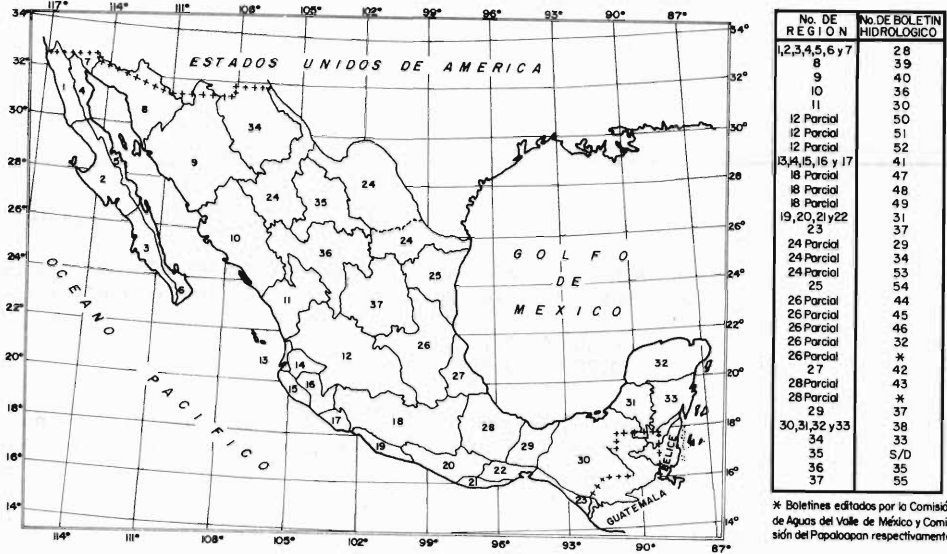 117° 114° 111° 108° 105° 102° 99° 96° 93° 90° 87°
34° 34°
ESTADOS UNIDOS DE AMERICA
32° 32°
30° 30°
28° 28°
26° 26°
24° 24°
22° 22°
20° 20°
18° 18°
16° 16°
14° 14°
1
4
7
8
34
5
9
2
24
35
24
3
10
36
24
25
6
11
37
26
12
27
13
14
15
16
17
18
19
20
21
22
28
29
30
23
31
32
33
GOLFO
DE
MEXICO
OCEANO PACIFICO
BELICE
GUATEMALA
114° 111° 108° 105° 102° 99° 96° 93° 90° 87°
No. DE REGION No. DE BOLETIN HIDROLOGICO
1,2,3,4,5,6 y 7 28
8 39
9 40
10 36
11 30
12 Parcial 50
12 Parcial 51
12 Parcial 52
13,14,15,16 y 17 41
18 Parcial 47
18 Parcial 48
18 Parcial 49
19,20,21 y 22 31
23 37
24 Parcial 29
24 Parcial 34
24 Parcial 53
25 54
26 Parcial 44
26 Parcial 45
26 Parcial 46
26 Parcial 32
26 Parcial *
27 42
28 Parcial 43
28 Parcial *
29 37
30,31,32 y 33 38
34 33
35 S/D
36 35
37 55
* Boletines editados por la Comisió
de Aguas del Valle de México y Comi
sión del Papaloapan respectivament